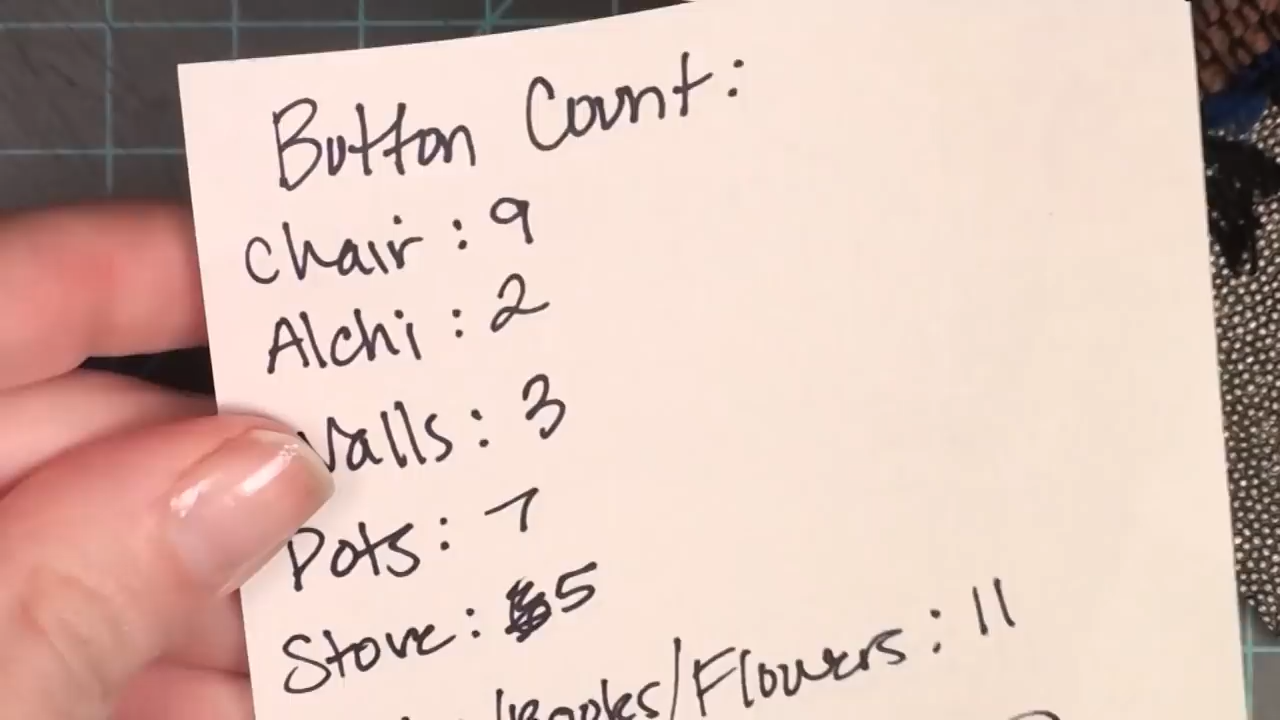 Button Count:
Chair: 9
Alchi: 2
Walls: 3
Pots: 7
Stove: 5
/Books/Flowers: 11